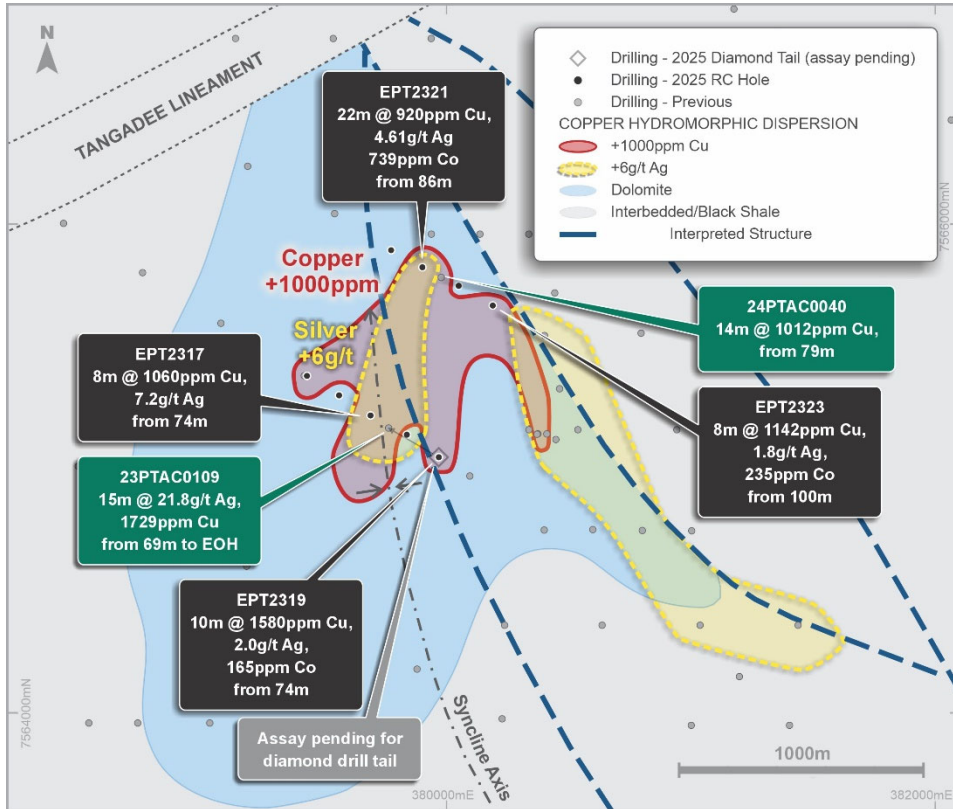 N
TANGADEE LINEAMENT
EPT2321
22m @ 920ppm Cu,
4.61g/t Ag
739ppm Co
from 86m
Drilling - 2025 Diamond Tail (assay pending)
Drilling - 2025 RC Hole
Drilling - Previous
COPPER HYDROMORPHIC DISPERSION
+1000ppm Cu
+6g/t Ag
Dolomite
Interbedded/Black Shale
Interpreted Structure
7566000mN
Copper
+1000ppm
Silver
+6g/t
24PTAC0040
14m @ 1012ppm Cu,
from 79m
EPT2317
8m @ 1060ppm Cu,
7.2g/t Ag
from 74m
EPT2323
8m @ 1142ppm Cu,
1.8g/t Ag,
235ppm Co
from 100m
23PTAC0109
15m @ 21.8g/t Ag,
1729ppm Cu
from 69m to EOH
EPT2319
10m @ 1580ppm Cu,
2.0g/t Ag,
165ppm Co
from 74m
7564000mN
Assay pending for
diamond drill tail
Syncline Axis
1000m
380000mE
382000mE